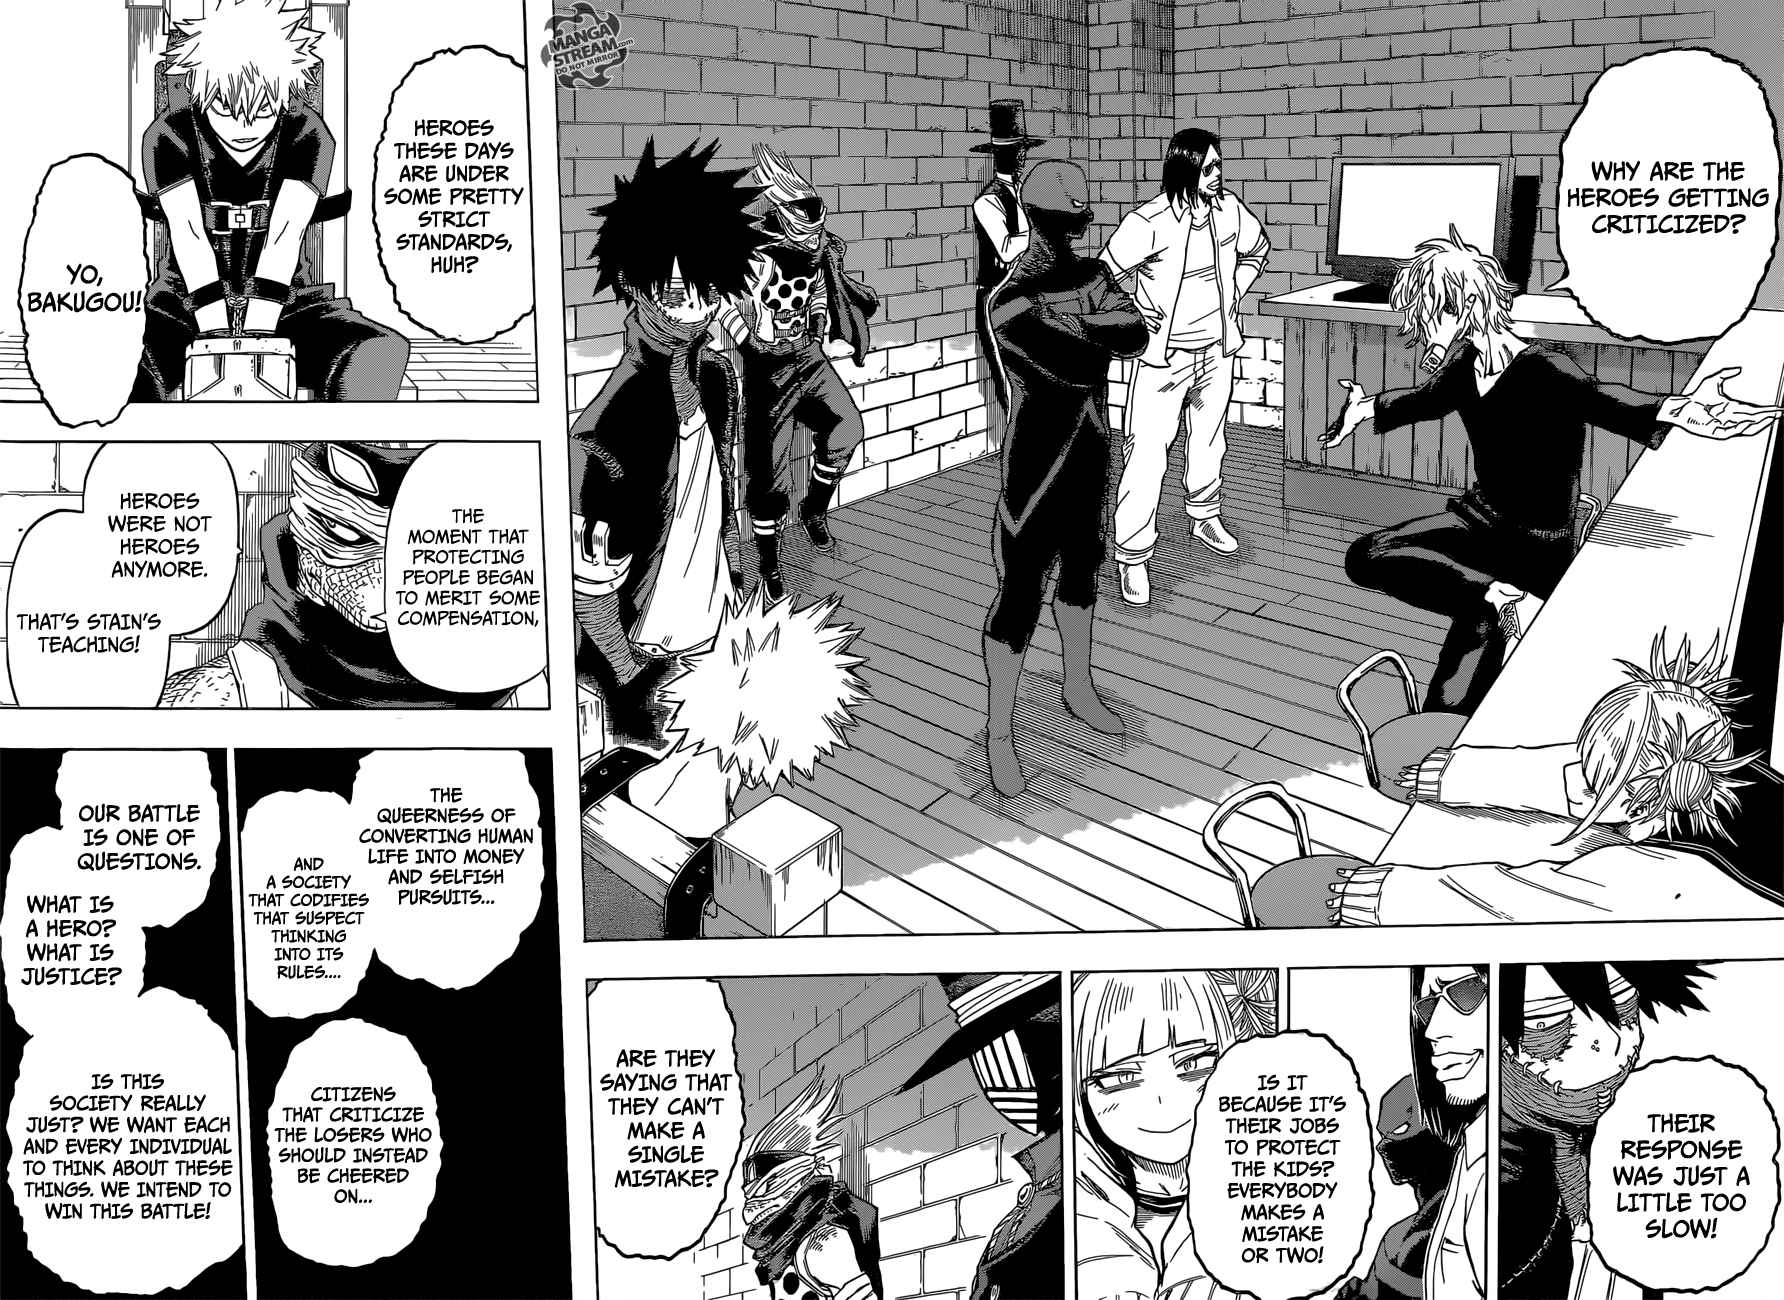 MANGA
STREAM.com
DO NOT MIRROR
WHY ARE THE
HEROES GETTING
CRITICIZED?
THEIR
RESPONSE
WAS JUST A
LITTLE TOO
SLOW!
IS IT
BECAUSE IT'S
THEIR JOBS
TO PROTECT
THE KIDS?
EVERYBODY
MAKES A
MISTAKE
OR TWO!
ARE THEY
SAYING THAT
THEY CAN'T
MAKE A
SINGLE
MISTAKE?
HEROES
THESE DAYS
ARE UNDER
SOME PRETTY
STRICT
STANDARDS,
HUH?
YO,
BAKUGOU!
THE
MOMENT THAT
PROTECTING
PEOPLE BEGAN
TO MERIT SOME
COMPENSATION,
HEROES
WERE NOT
HEROES
ANYMORE.
THAT'S STAIN'S
TEACHING!
THE
QUEERNESS OF
CONVERTING HUMAN
LIFE INTO MONEY
AND SELFISH
PURSUITS...
AND
A SOCIETY
THAT CODIFIES
THAT SUSPECT
THINKING
INTO ITS
RULES....
CITIZENS
THAT CRITICIZE
THE LOSERS WHO
SHOULD INSTEAD
BE CHEERED
ON...
OUR BATTLE
IS ONE OF
QUESTIONS.
WHAT IS
A HERO?
WHAT IS
JUSTICE?
IS THIS
SOCIETY REALLY
JUST? WE WANT EACH
AND EVERY INDIVIDUAL
TO THINK ABOUT THESE
THINGS. WE INTEND TO
WIN THIS BATTLE!